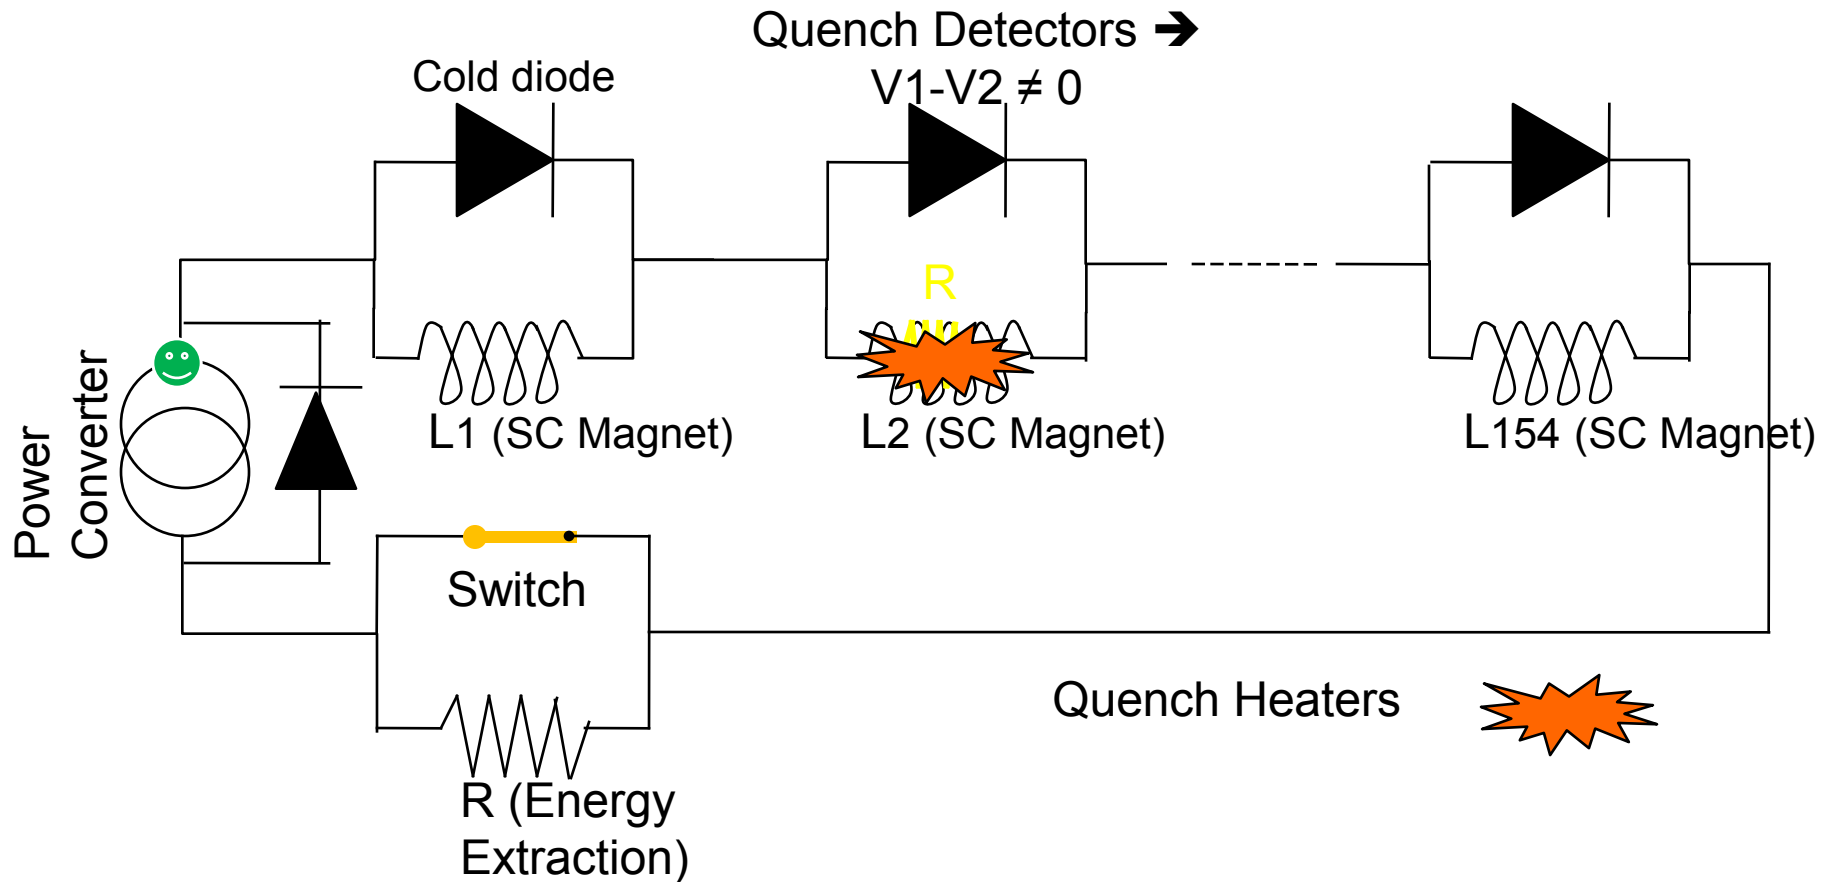 Quench Detectors ➔
V1-V2 ≠ 0
Cold diode
R
Power
Converter
L1 (SC Magnet)
L2 (SC Magnet)
L154 (SC Magnet)
Switch
Quench Heaters
R (Energy
Extraction)